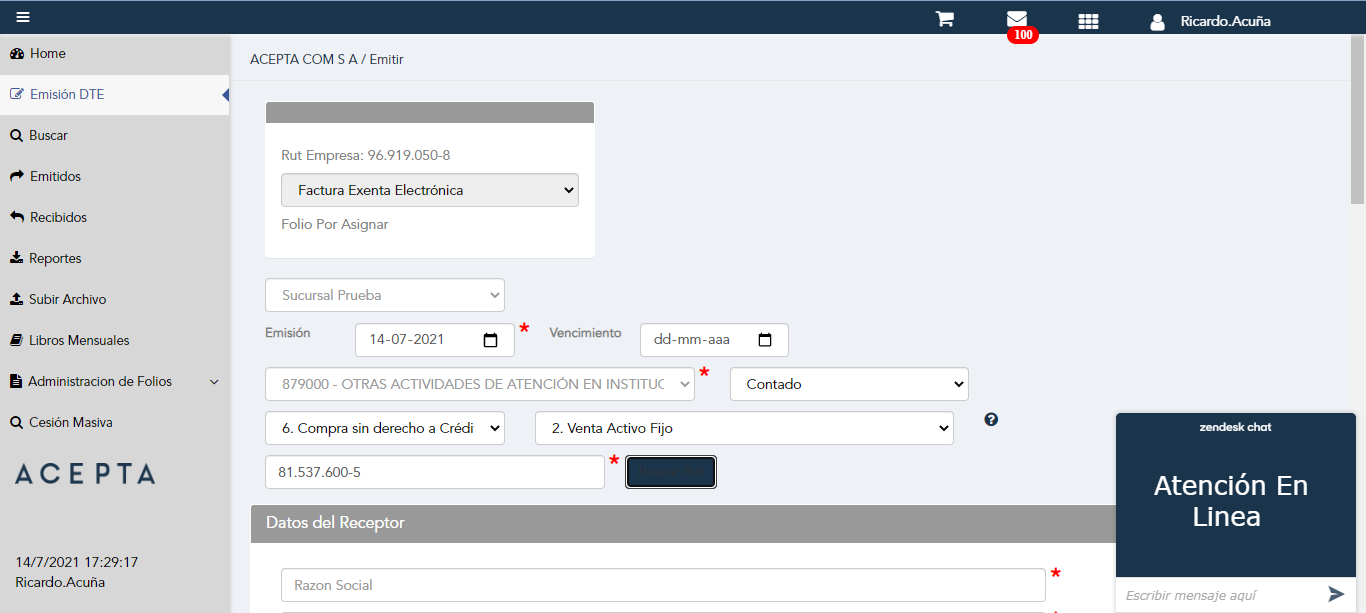 Ricardo.Acuña
100
Home
Emisión DTE
Buscar
Emitidos
Recibidos
Reportes
Subir Archivo
Libros Mensuales
Administracion de Folios
Cesión Masiva
ACEPTA
14/7/2021 17:29:17
Ricardo.Acuña
ACEPTA COM S A / Emitir
Rut Empresa: 96.919.050-8
Factura Exenta Electrónica
Folio Por Asignar
Sucursal Prueba
Emisión 14-07-2021 * Vencimiento dd-mm-aaa
879000 - OTRAS ACTIVIDADES DE ATENCIÓN EN INSTITUC * Contado
6. Compra sin derecho a Crédi 2. Venta Activo Fijo ?
81.537.600-5 *
Datos del Receptor
Razon Social *
zendesk chat
Atención En
Linea
Escribir mensaje aquí